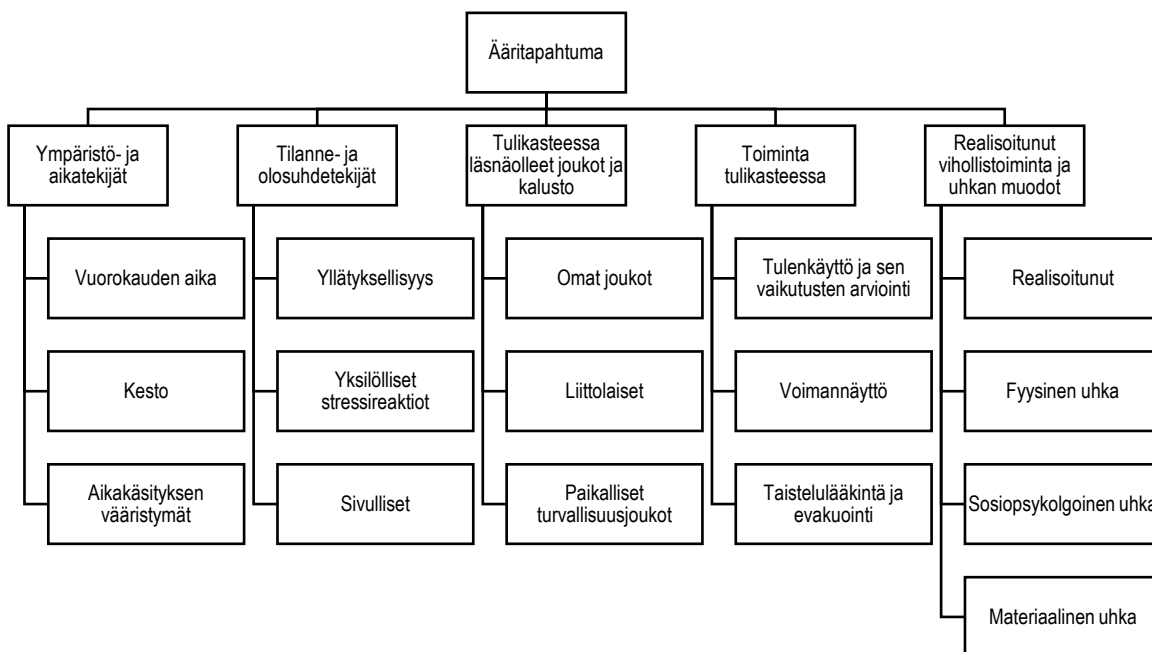 Ääritapahtuma
Ympäristö- ja
aikatekijät
Tilanne- ja
olosuhdetekijät
Tulikasteessa
läsnäolleet joukot ja
kalusto
Toiminta
tulikasteessa
Realisoitunut
vihollistoiminta ja
uhkan muodot
Vuorokauden aika
Yllätyksellisyys
Omat joukot
Tulenkäyttö ja sen
vaikutusten arviointi
Realisoitunut
Kesto
Yksilölliset
stressireaktiot
Liittolaiset
Voimannäyttö
Fyysinen uhka
Aikakäsityksen
vääristymät
Sivulliset
Paikalliset
turvallisuusjoukot
Taistelulääkintä ja
evakuointi
Sosiopsykolgoinen uhka
Materiaalinen uhka